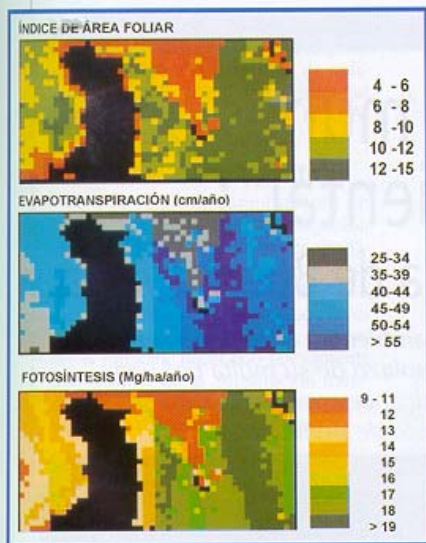 ÍNDICE DE ÁREA FOLIAR
4 - 6
6 - 8
8 -10
10 -12
12 -15
EVAPOTRANSPIRACIÓN (cm/año)
25-34
35-39
40-44
45-49
50-54
> 55
FOTOSÍNTESIS (Mg/ha/año)
9 - 11
12
13
14
15
16
17
18
> 19